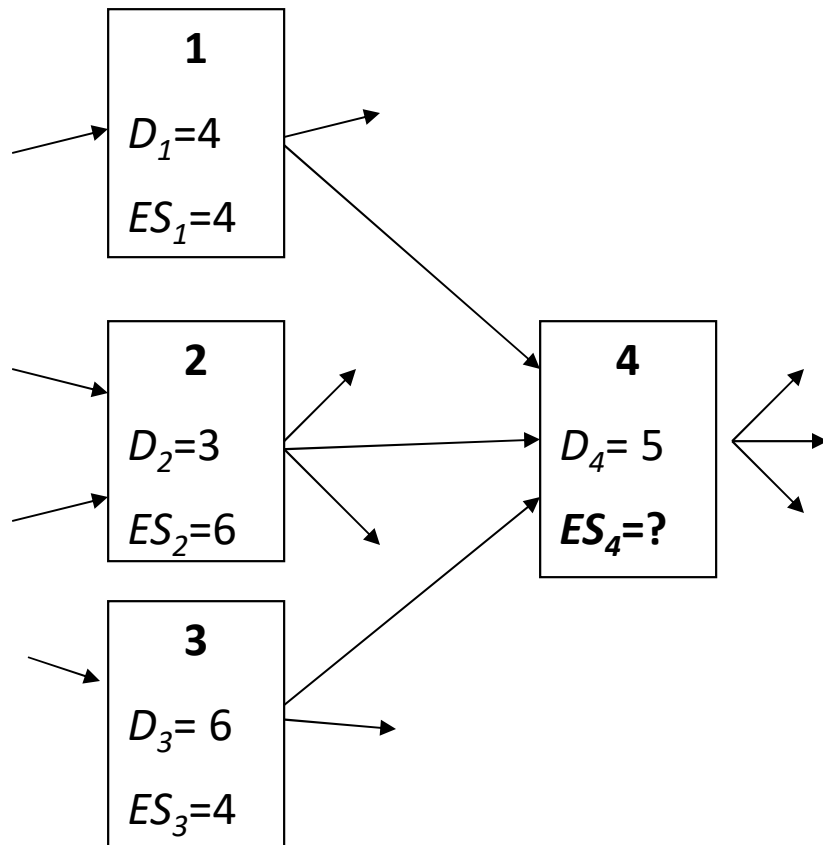 1
D₁=4
ES₁=4
2
D₂=3
ES₂=6
3
D₃= 6
ES₃=4
4
D₄= 5
ES₄=?